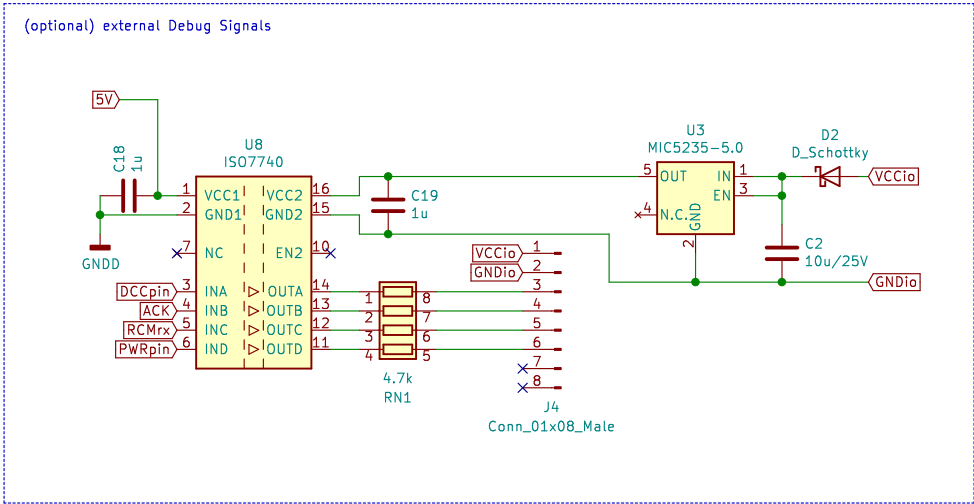 (optional) external Debug Signals
5V
C18
1u
GNDD
U8
ISO7740
1
VCC1
VCC2
16
2
GND1
GND2
15
7
NC
EN2
10
DCCpin
3
INA
OUTA
14
ACK
4
INB
OUTB
13
RCMrx
5
INC
OUTC
12
PWRpin
6
IND
OUTD
11
C19
1u
1
8
2
7
3
6
4
5
4.7k
RN1
VCCio
1
GNDio
2
3
4
5
6
7
8
J4
Conn_01x08_Male
U3
MIC5235-5.0
5
OUT
IN
1
EN
3
4
N.C.
GND
2
D2
D_Schottky
VCCio
C2
10u/25V
GNDio